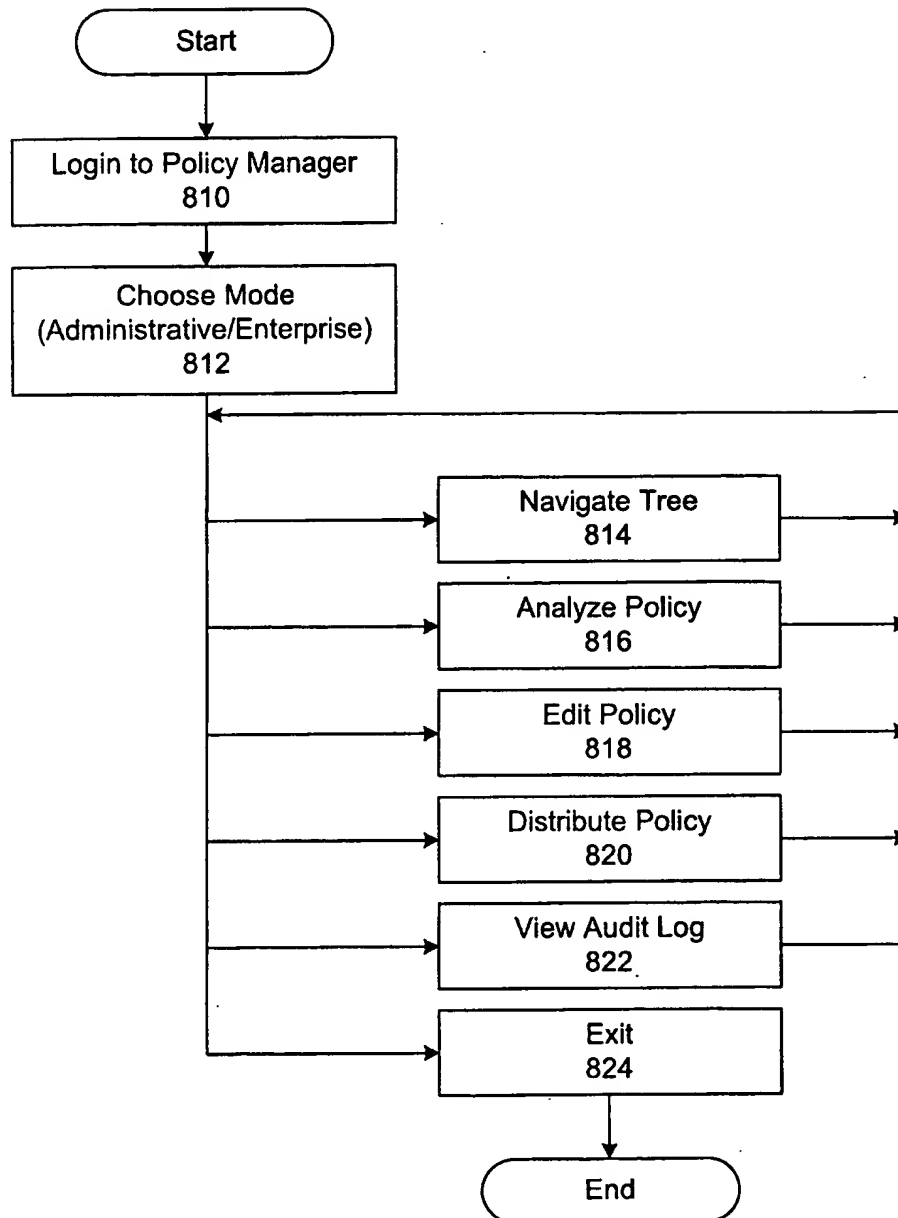 Start
Login to Policy Manager
810
Choose Mode
(Administrative/Enterprise)
812
Navigate Tree
814
Analyze Policy
816
Edit Policy
818
Distribute Policy
820
View Audit Log
822
Exit
824
End